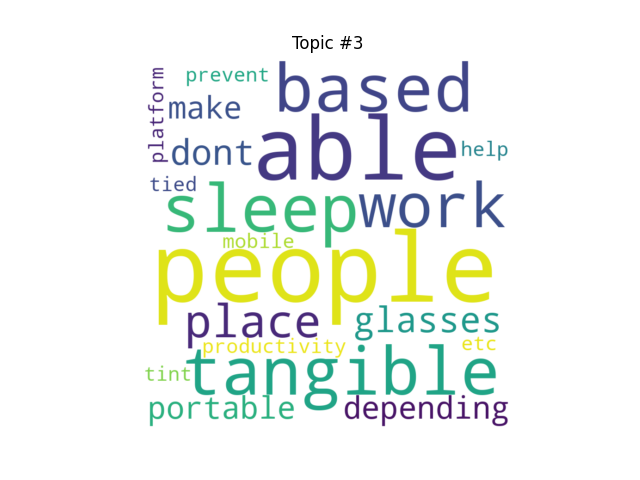 Topic #3
platform
prevent
based
make
able
dont
help
tied
sleep
work
mobile
people
place
glasses
productivity
etc
tangible
tint
portable
depending